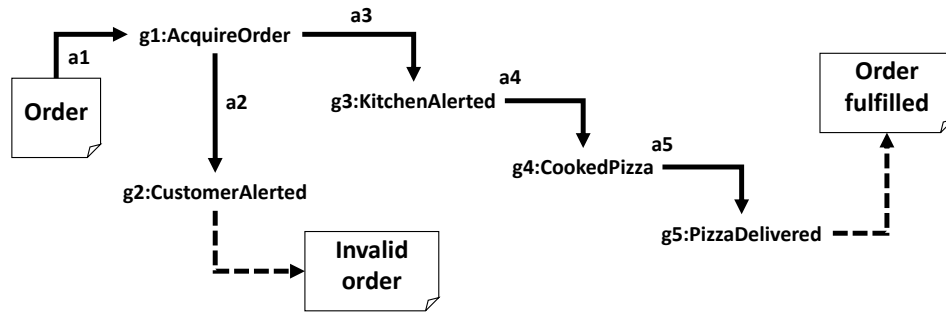 a3
g1:AcquireOrder
a1
Order
a2
a4
g3:KitchenAlerted
Order
fulfilled
a5
g4:CookedPizza
g2:CustomerAlerted
g5:PizzaDelivered
Invalid
order